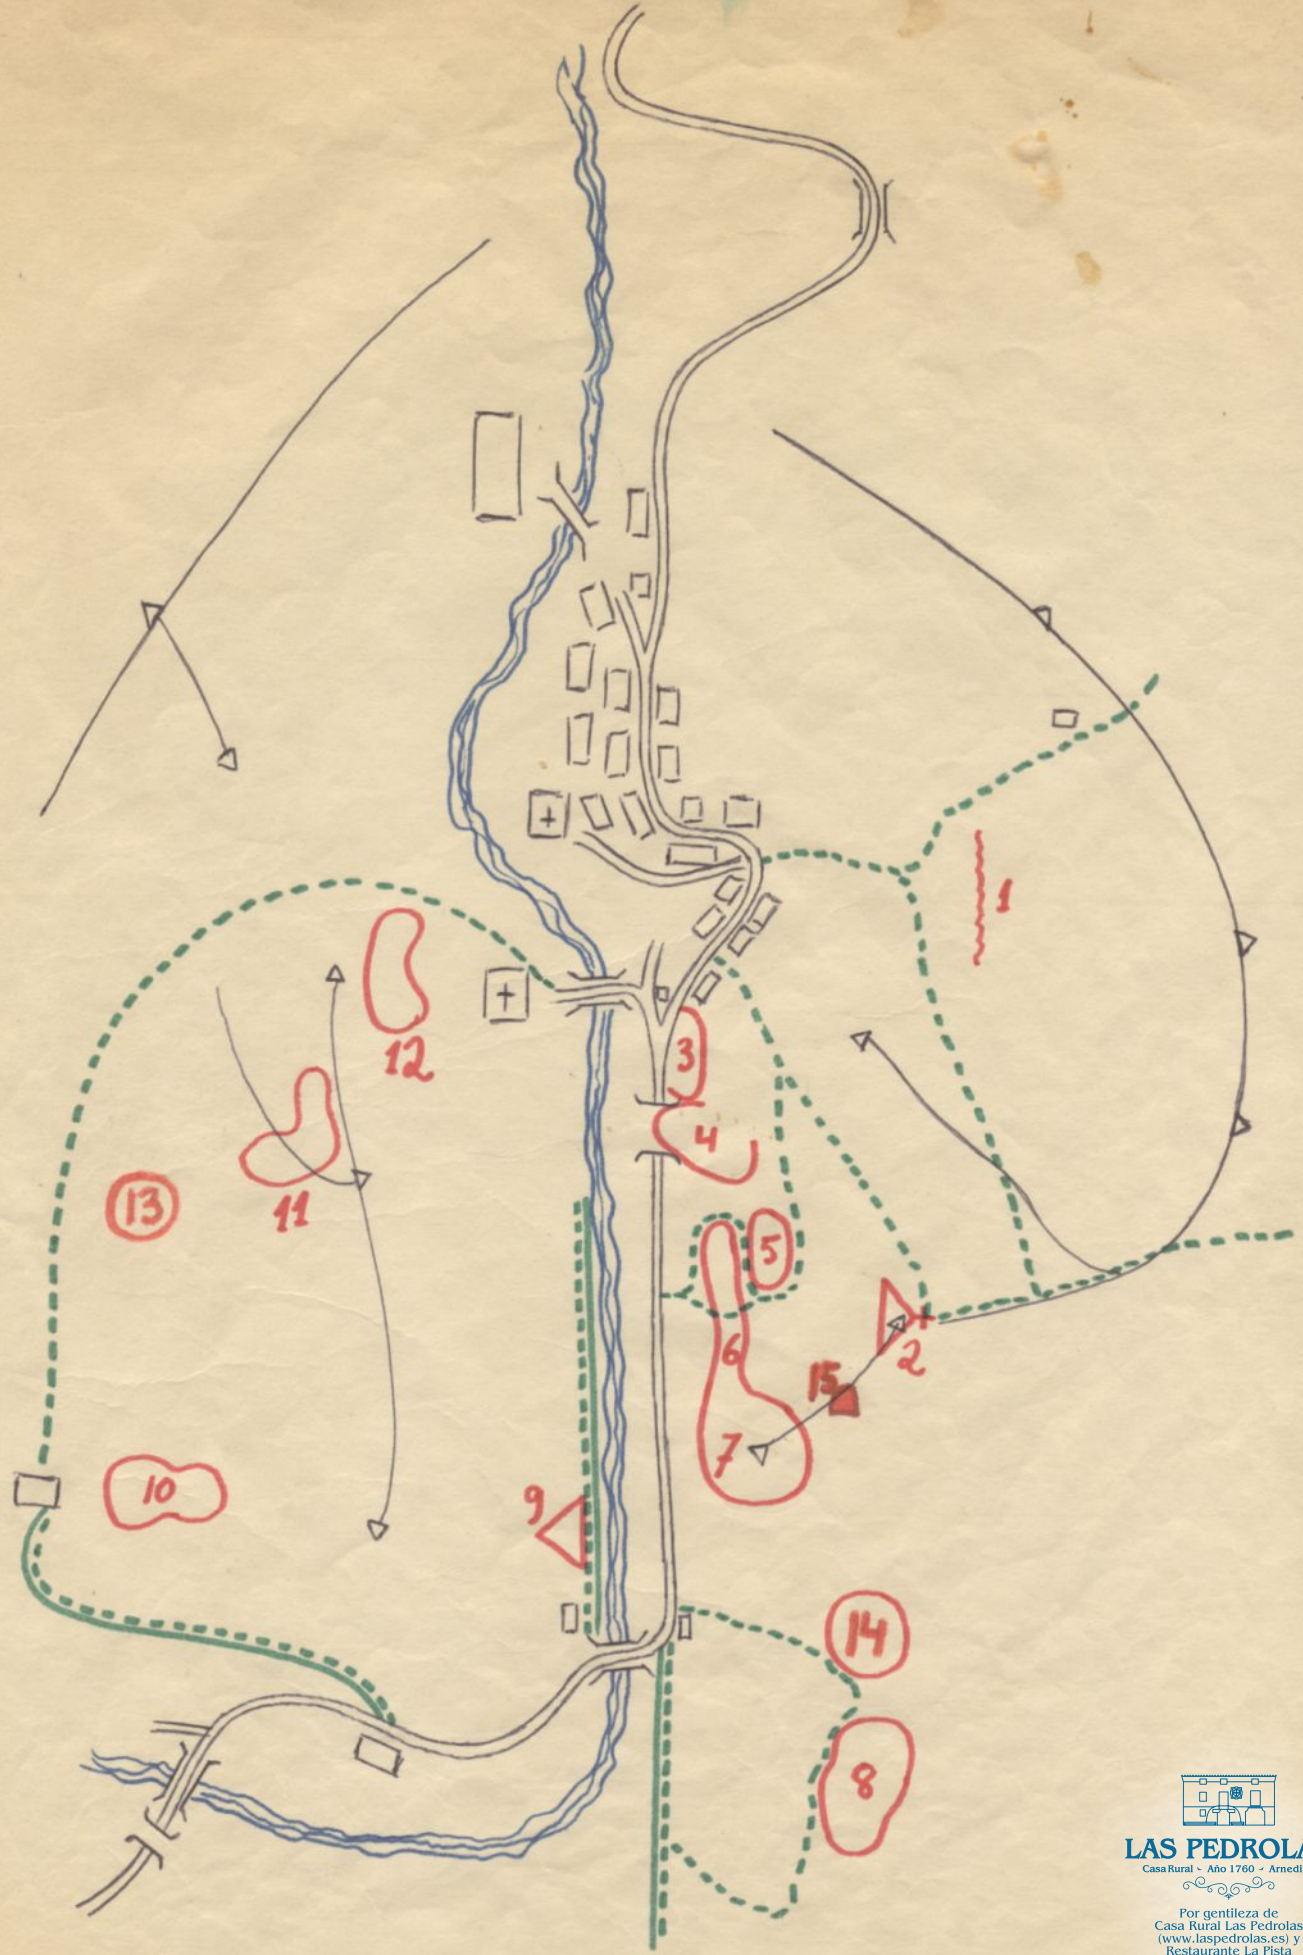 1
3
12
4
13
11
5
2
6
15
7
10
9
14
8
LAS PEDROLA
Casa Rural - Año 1760 - Arnedi
Por gentileza de
Casa Rural Las Pedrolas
(www.laspedrolas.es) y
Restaurante La Pista